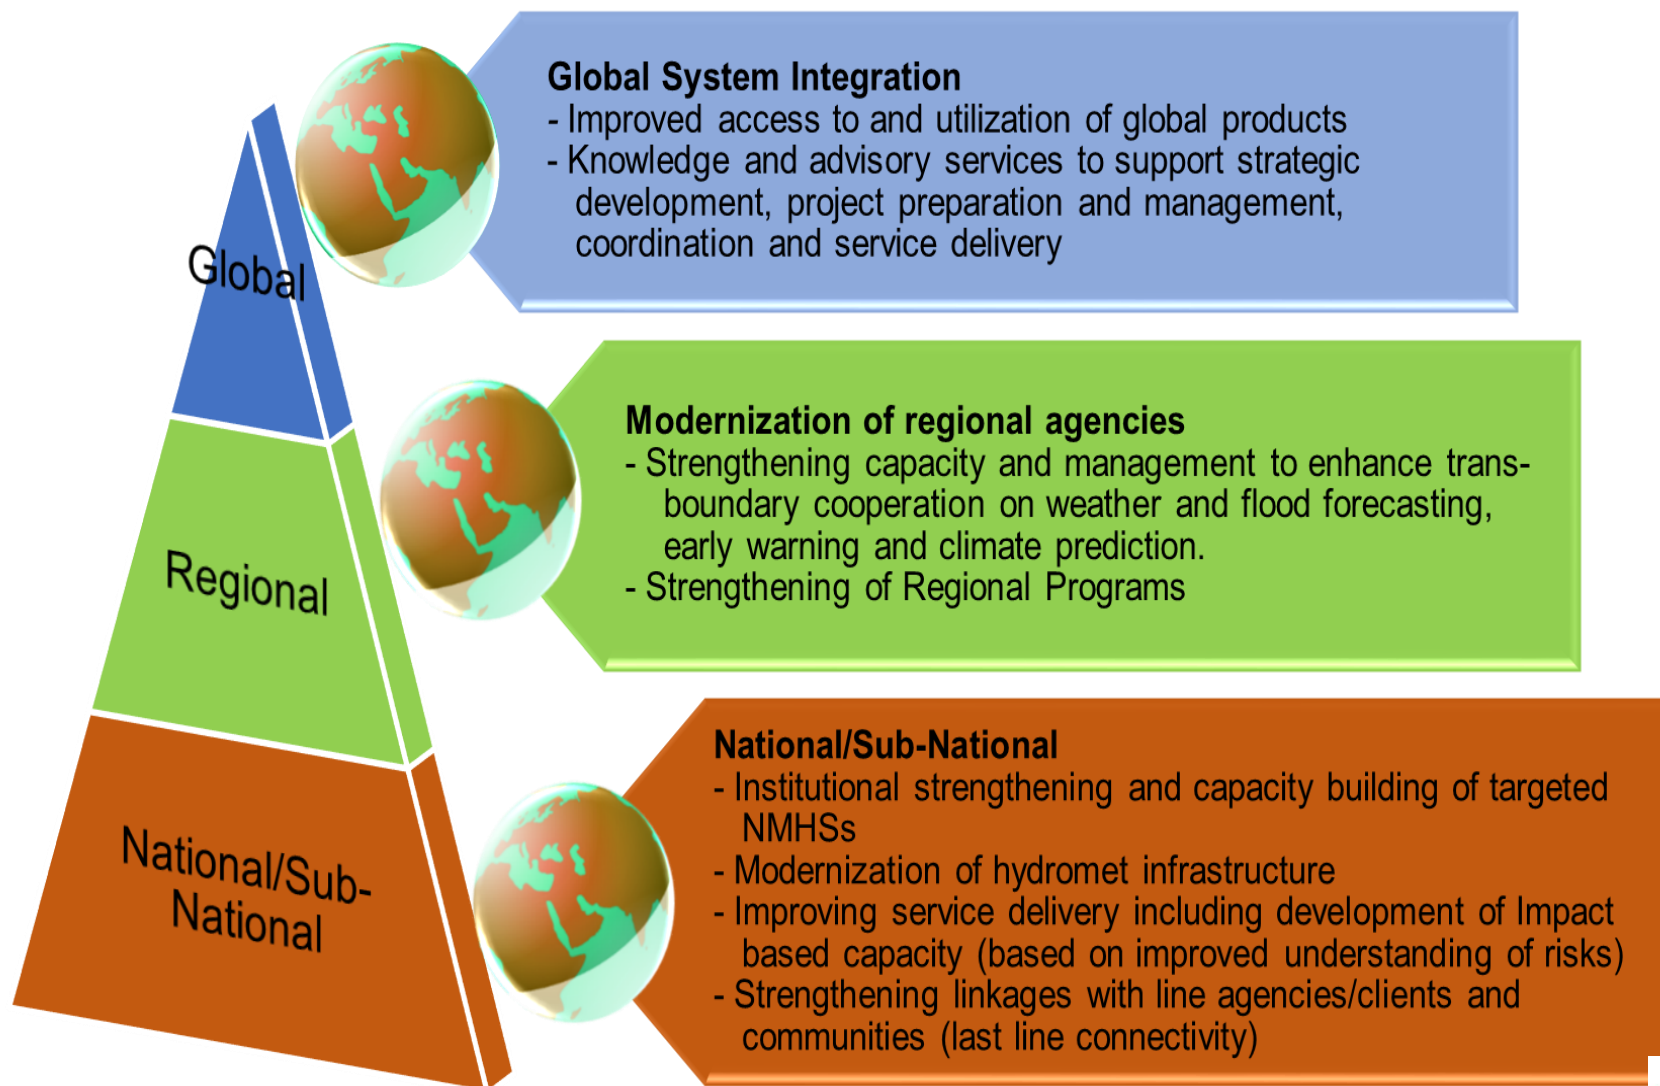 Global System Integration
- Improved access to and utilization of global products
- Knowledge and advisory services to support strategic
development, project preparation and management,
coordination and service delivery
Global
Modernization of regional agencies
- Strengthening capacity and management to enhance trans-
boundary cooperation on weather and flood forecasting,
early warning and climate prediction.
- Strengthening of Regional Programs
Regional
National/Sub-National
- Institutional strengthening and capacity building of targeted
NMHSs
- Modernization of hydromet infrastructure
- Improving service delivery including development of Impact
based capacity (based on improved understanding of risks)
- Strengthening linkages with line agencies/clients and
communities (last line connectivity)
National/Sub-
National